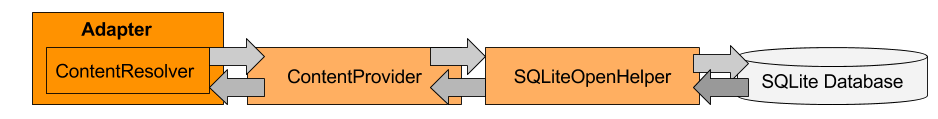 Adapter
ContentResolver
ContentProvider
SQLiteOpenHelper
SQLite Database